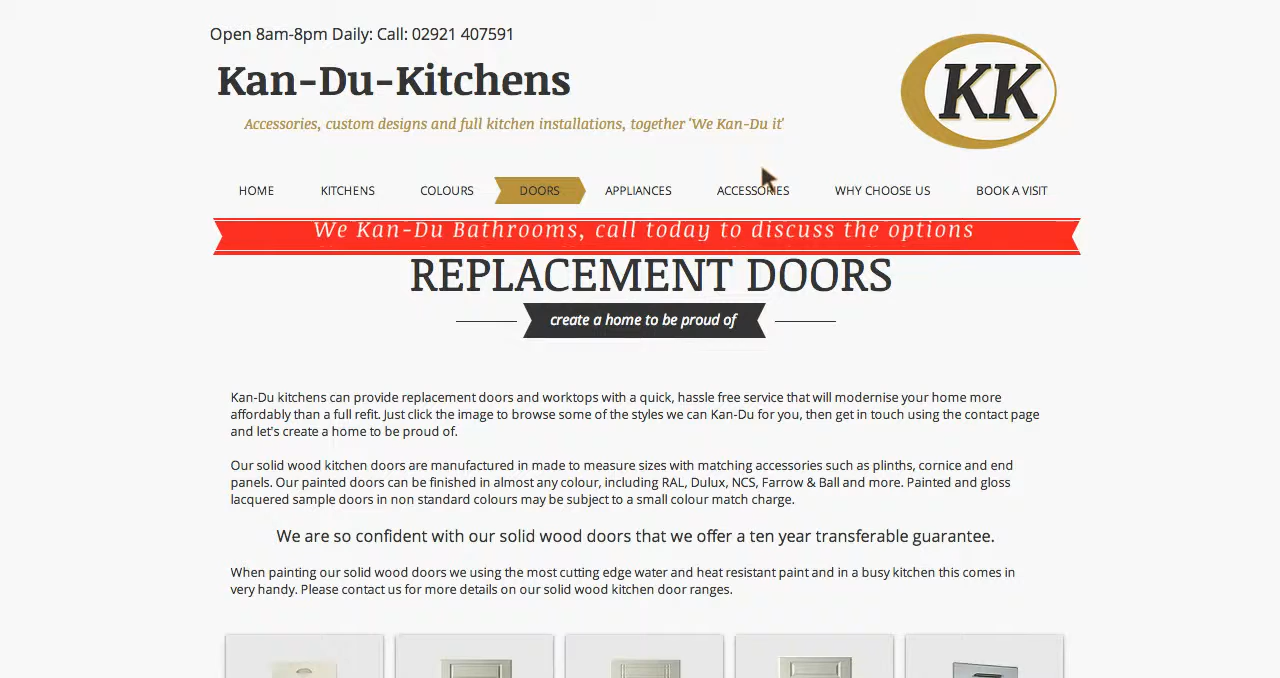 Open 8am-8pm Daily: Call: 02921 407591
Kan-Du-Kitchens
Accessories, custom designs and full kitchen installations, together 'We Kan-Du it'
KK
HOME KITCHENS COLOURS DOORS APPLIANCES ACCESSORIES WHY CHOOSE US BOOK A VISIT
We Kan-Du Bathrooms, call today to discuss the options
REPLACEMENT DOORS
create a home to be proud of
Kan-Du kitchens can provide replacement doors and worktops with a quick, hassle free service that will modernise your home more
affordably than a full refit. Just click the image to browse some of the styles we can Kan-Du for you, then get in touch using the contact page
and let's create a home to be proud of.
Our solid wood kitchen doors are manufactured in made to measure sizes with matching accessories such as plinths, cornice and end
panels. Our painted doors can be finished in almost any colour, including RAL, Dulux, NCS, Farrow & Ball and more. Painted and gloss
lacquered sample doors in non standard colours may be subject to a small colour match charge.
We are so confident with our solid wood doors that we offer a ten year transferable guarantee.
When painting our solid wood doors we using the most cutting edge water and heat resistant paint and in a busy kitchen this comes in
very handy. Please contact us for more details on our solid wood kitchen door ranges.